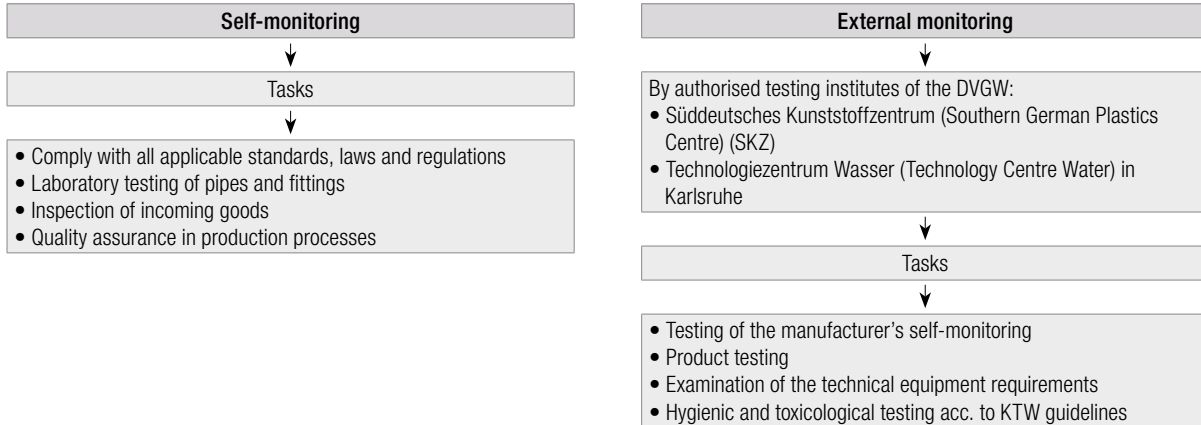 Self-monitoring
Tasks
• Comply with all applicable standards, laws and regulations
• Laboratory testing of pipes and fittings
• Inspection of incoming goods
• Quality assurance in production processes
External monitoring
By authorised testing institutes of the DVGW:
• Süddeutsches Kunststoffzentrum (Southern German Plastics
Centre) (SKZ)
• Technologiezentrum Wasser (Technology Centre Water) in
Karlsruhe
Tasks
• Testing of the manufacturer’s self-monitoring
• Product testing
• Examination of the technical equipment requirements
• Hygienic and toxicological testing acc. to KTW guidelines